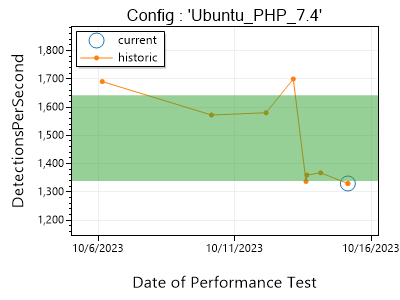 Config : 'Ubuntu_PHP_7.4'
current
historic
DetectionsPerSecond
1,800
1,700
1,600
1,500
1,400
1,300
1,200
10/6/2023
10/11/2023
10/16/2023
Date of Performance Test